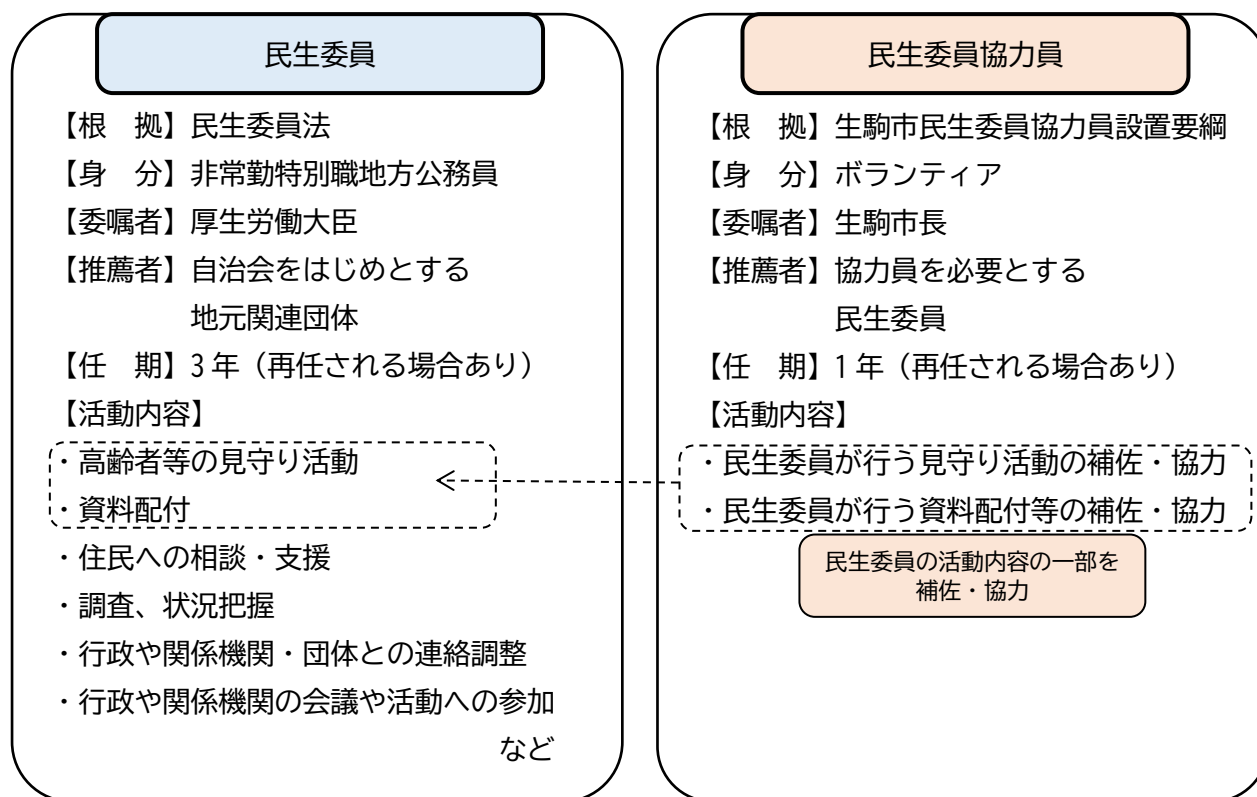 民生委員
【根　拠】民生委員法
【身　分】非常勤特別職地方公務員
【委嘱者】厚生労働大臣
【推薦者】自治会をはじめとする
地元関連団体
【任　期】3年（再任される場合あり）
【活動内容】
・高齢者等の見守り活動
・資料配付
・住民への相談・支援
・調査、状況把握
・行政や関係機関・団体との連絡調整
・行政や関係機関の会議や活動への参加
など
民生委員協力員
【根　拠】生駒市民生委員協力員設置要綱
【身　分】ボランティア
【委嘱者】生駒市長
【推薦者】協力員を必要とする
民生委員
【任　期】1年（再任される場合あり）
【活動内容】
・民生委員が行う見守り活動の補佐・協力
・民生委員が行う資料配付等の補佐・協力
民生委員の活動内容の一部を
補佐・協力